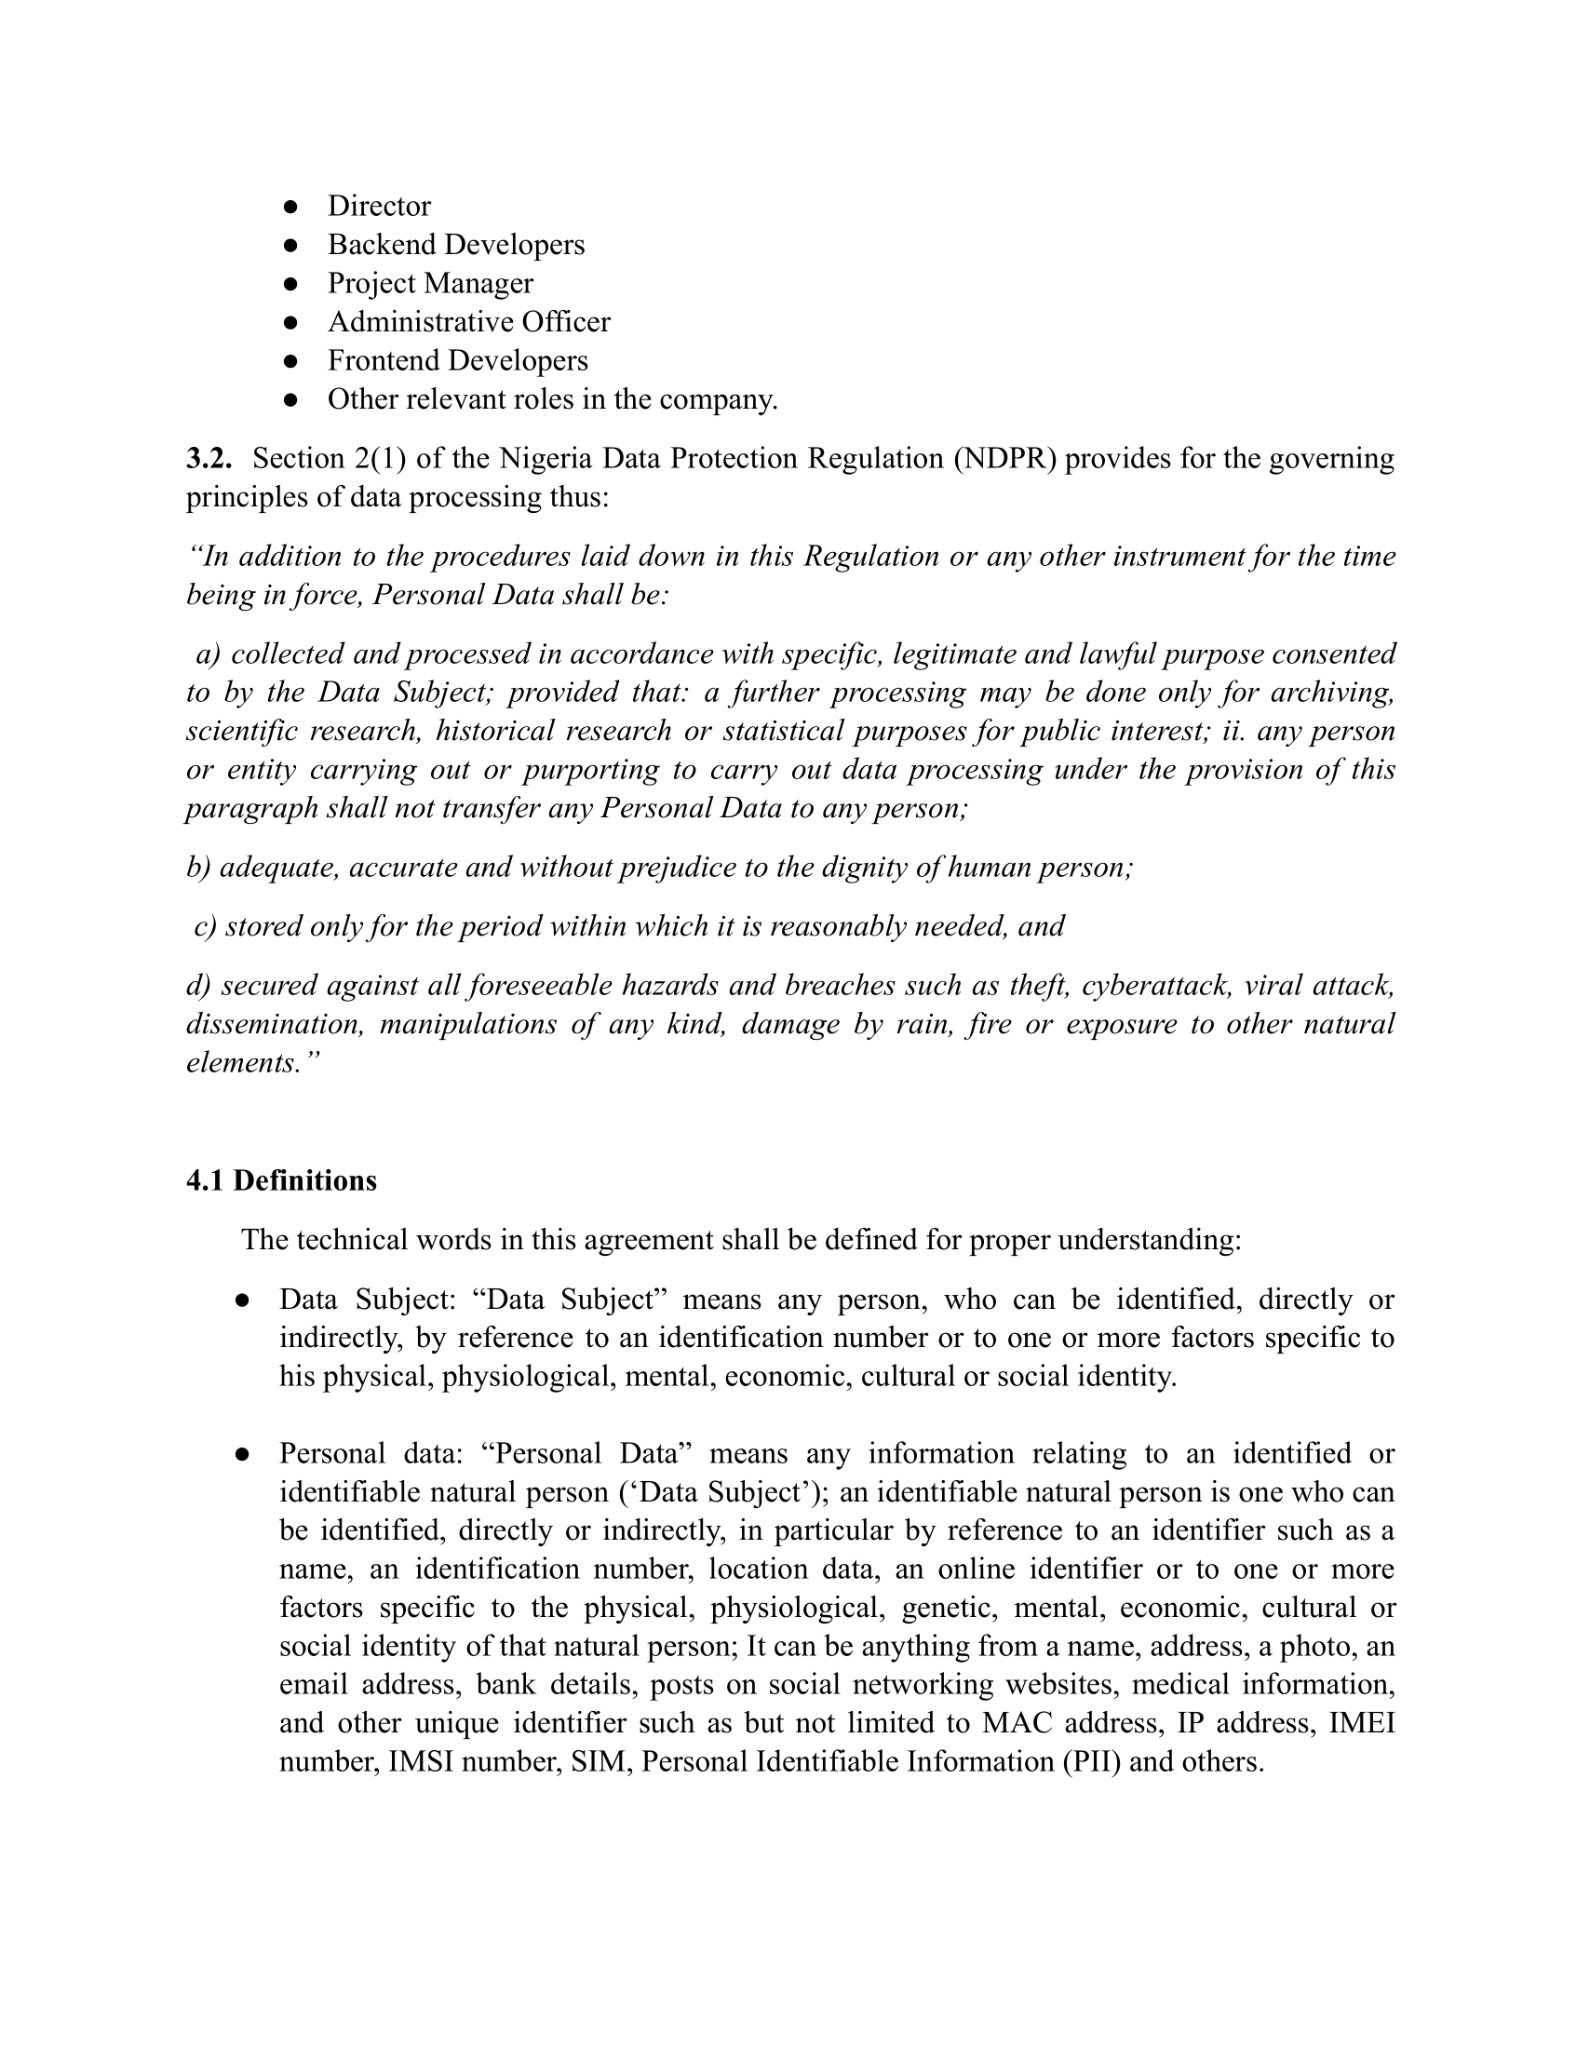 ● Director
● Backend Developers
● Project Manager
● Administrative Officer
● Frontend Developers
● Other relevant roles in the company.
3.2. Section 2(1) of the Nigeria Data Protection Regulation (NDPR) provides for the governing
principles of data processing thus:
“In addition to the procedures laid down in this Regulation or any other instrument for the time
being in force, Personal Data shall be:
a) collected and processed in accordance with specific, legitimate and lawful purpose consented
to by the Data Subject; provided that: a further processing may be done only for archiving,
scientific research, historical research or statistical purposes for public interest; ii. any person
or entity carrying out or purporting to carry out data processing under the provision of this
paragraph shall not transfer any Personal Data to any person;
b) adequate, accurate and without prejudice to the dignity of human person;
c) stored only for the period within which it is reasonably needed, and
d) secured against all foreseeable hazards and breaches such as theft, cyberattack, viral attack,
dissemination, manipulations of any kind, damage by rain, fire or exposure to other natural
elements.”
4.1 Definitions
The technical words in this agreement shall be defined for proper understanding:
● Data Subject: “Data Subject” means any person, who can be identified, directly or
indirectly, by reference to an identification number or to one or more factors specific to
his physical, physiological, mental, economic, cultural or social identity.
● Personal data: “Personal Data” means any information relating to an identified or
identifiable natural person (‘Data Subject’); an identifiable natural person is one who can
be identified, directly or indirectly, in particular by reference to an identifier such as a
name, an identification number, location data, an online identifier or to one or more
factors specific to the physical, physiological, genetic, mental, economic, cultural or
social identity of that natural person; It can be anything from a name, address, a photo, an
email address, bank details, posts on social networking websites, medical information,
and other unique identifier such as but not limited to MAC address, IP address, IMEI
number, IMSI number, SIM, Personal Identifiable Information (PII) and others.